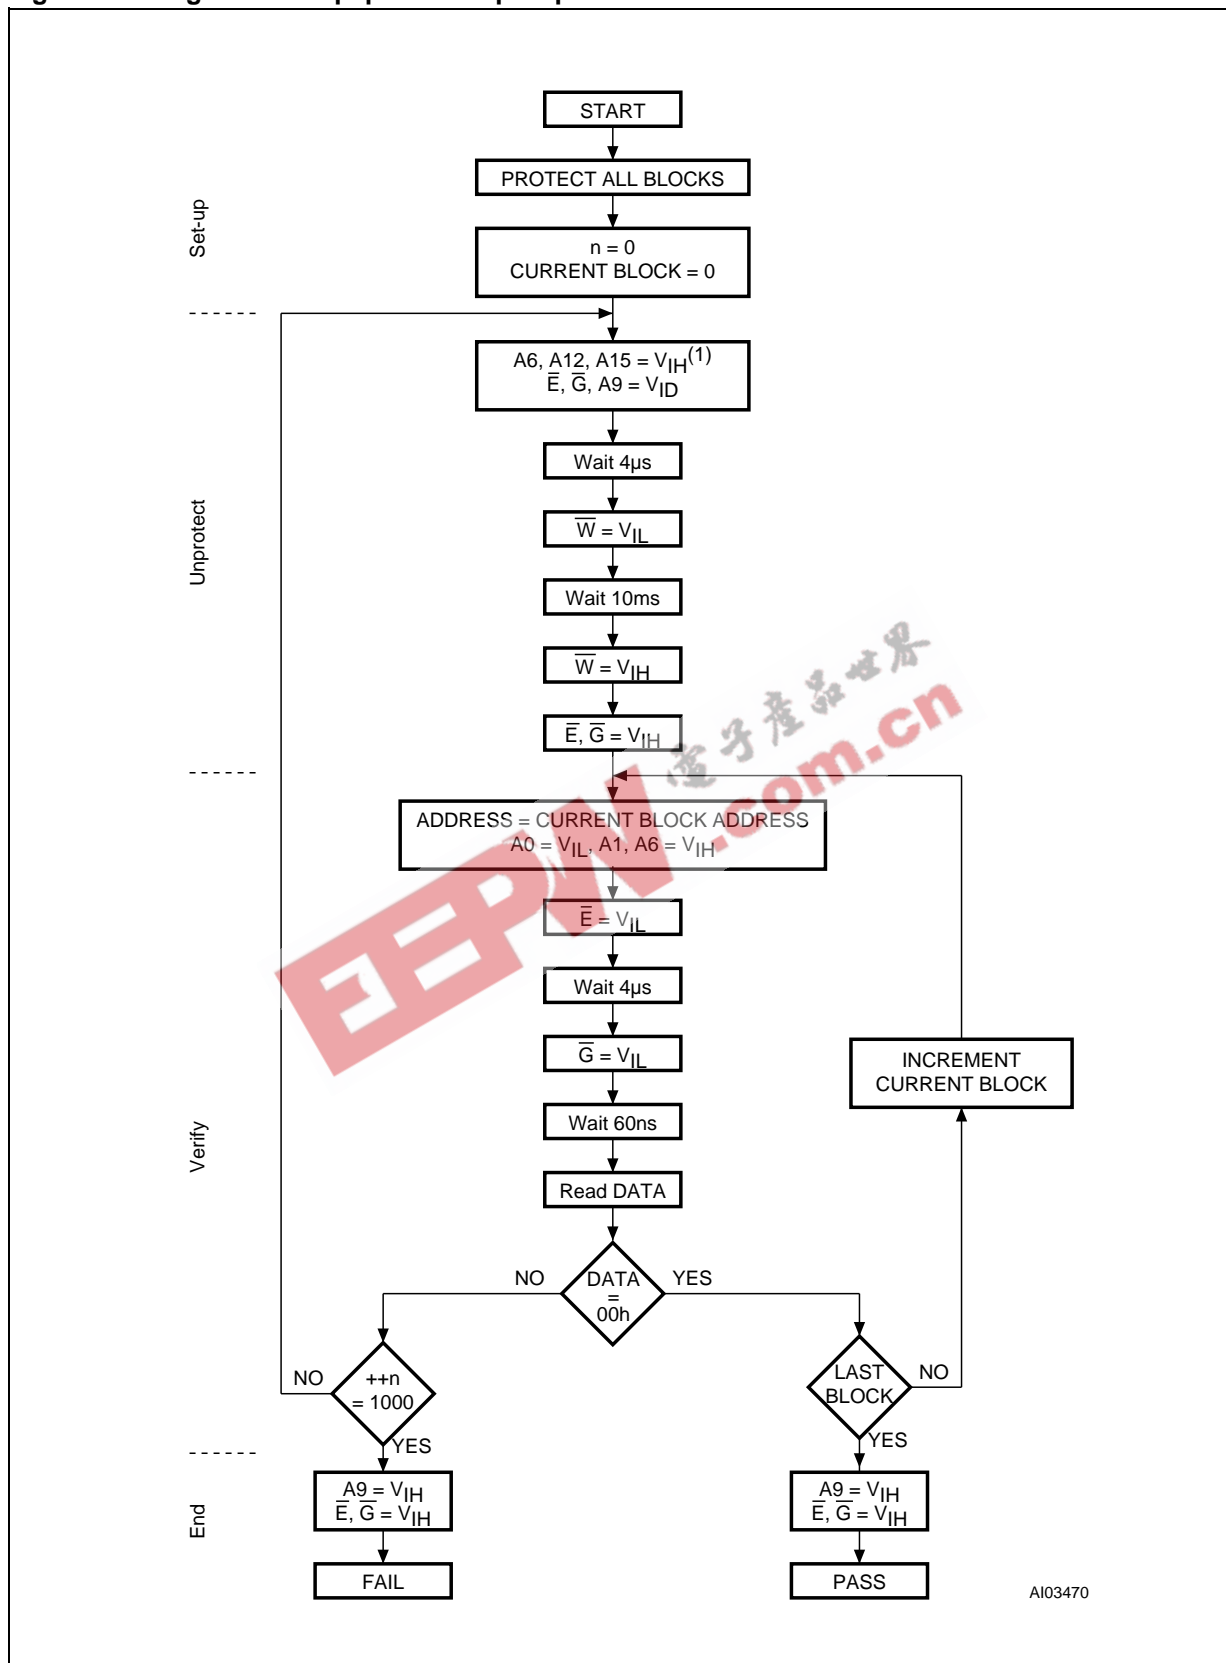 START
PROTECT ALL BLOCKS
Set-up
n = 0
CURRENT BLOCK = 0
A6, A12, A15 = VIH(1)
E̅, G̅, A9 = VID
Wait 4µs
Unprotect
W̅ = VIL
Wait 10ms
W̅ = VIH
E̅, G̅ = VIH
電子產品世界
EEPW.com.cn
ADDRESS = CURRENT BLOCK ADDRESS
A0 = VIL, A1, A6 = VIH
E̅ = VIL
Wait 4µs
G̅ = VIL
INCREMENT
CURRENT BLOCK
Wait 60ns
Verify
Read DATA
NO
DATA
=
00h
YES
NO
++n
= 1000
YES
LAST
BLOCK
NO
YES
End
A9 = VIH
E̅, G̅ = VIH
FAIL
A9 = VIH
E̅, G̅ = VIH
PASS
AI03470